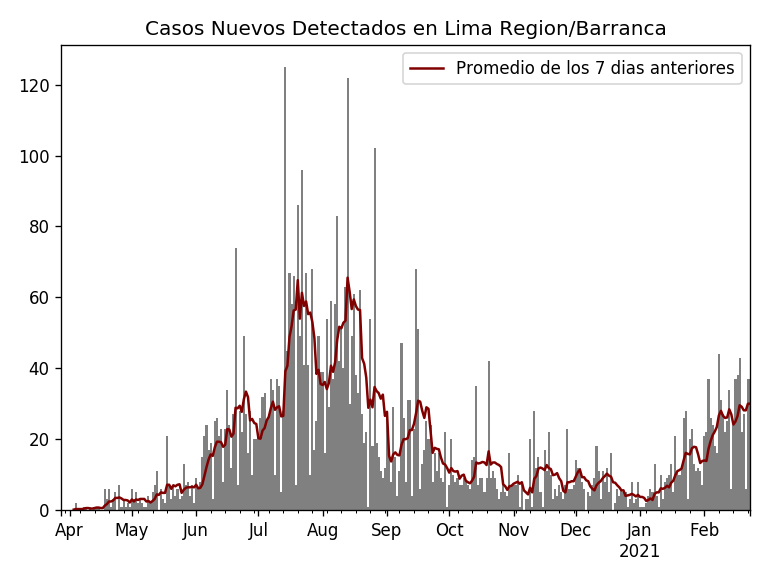 Casos Nuevos Detectados en Lima Region/Barranca
Promedio de los 7 dias anteriores
120
100
80
60
40
20
0
Apr May Jun Jul Aug Sep Oct Nov Dec Jan Feb
2021